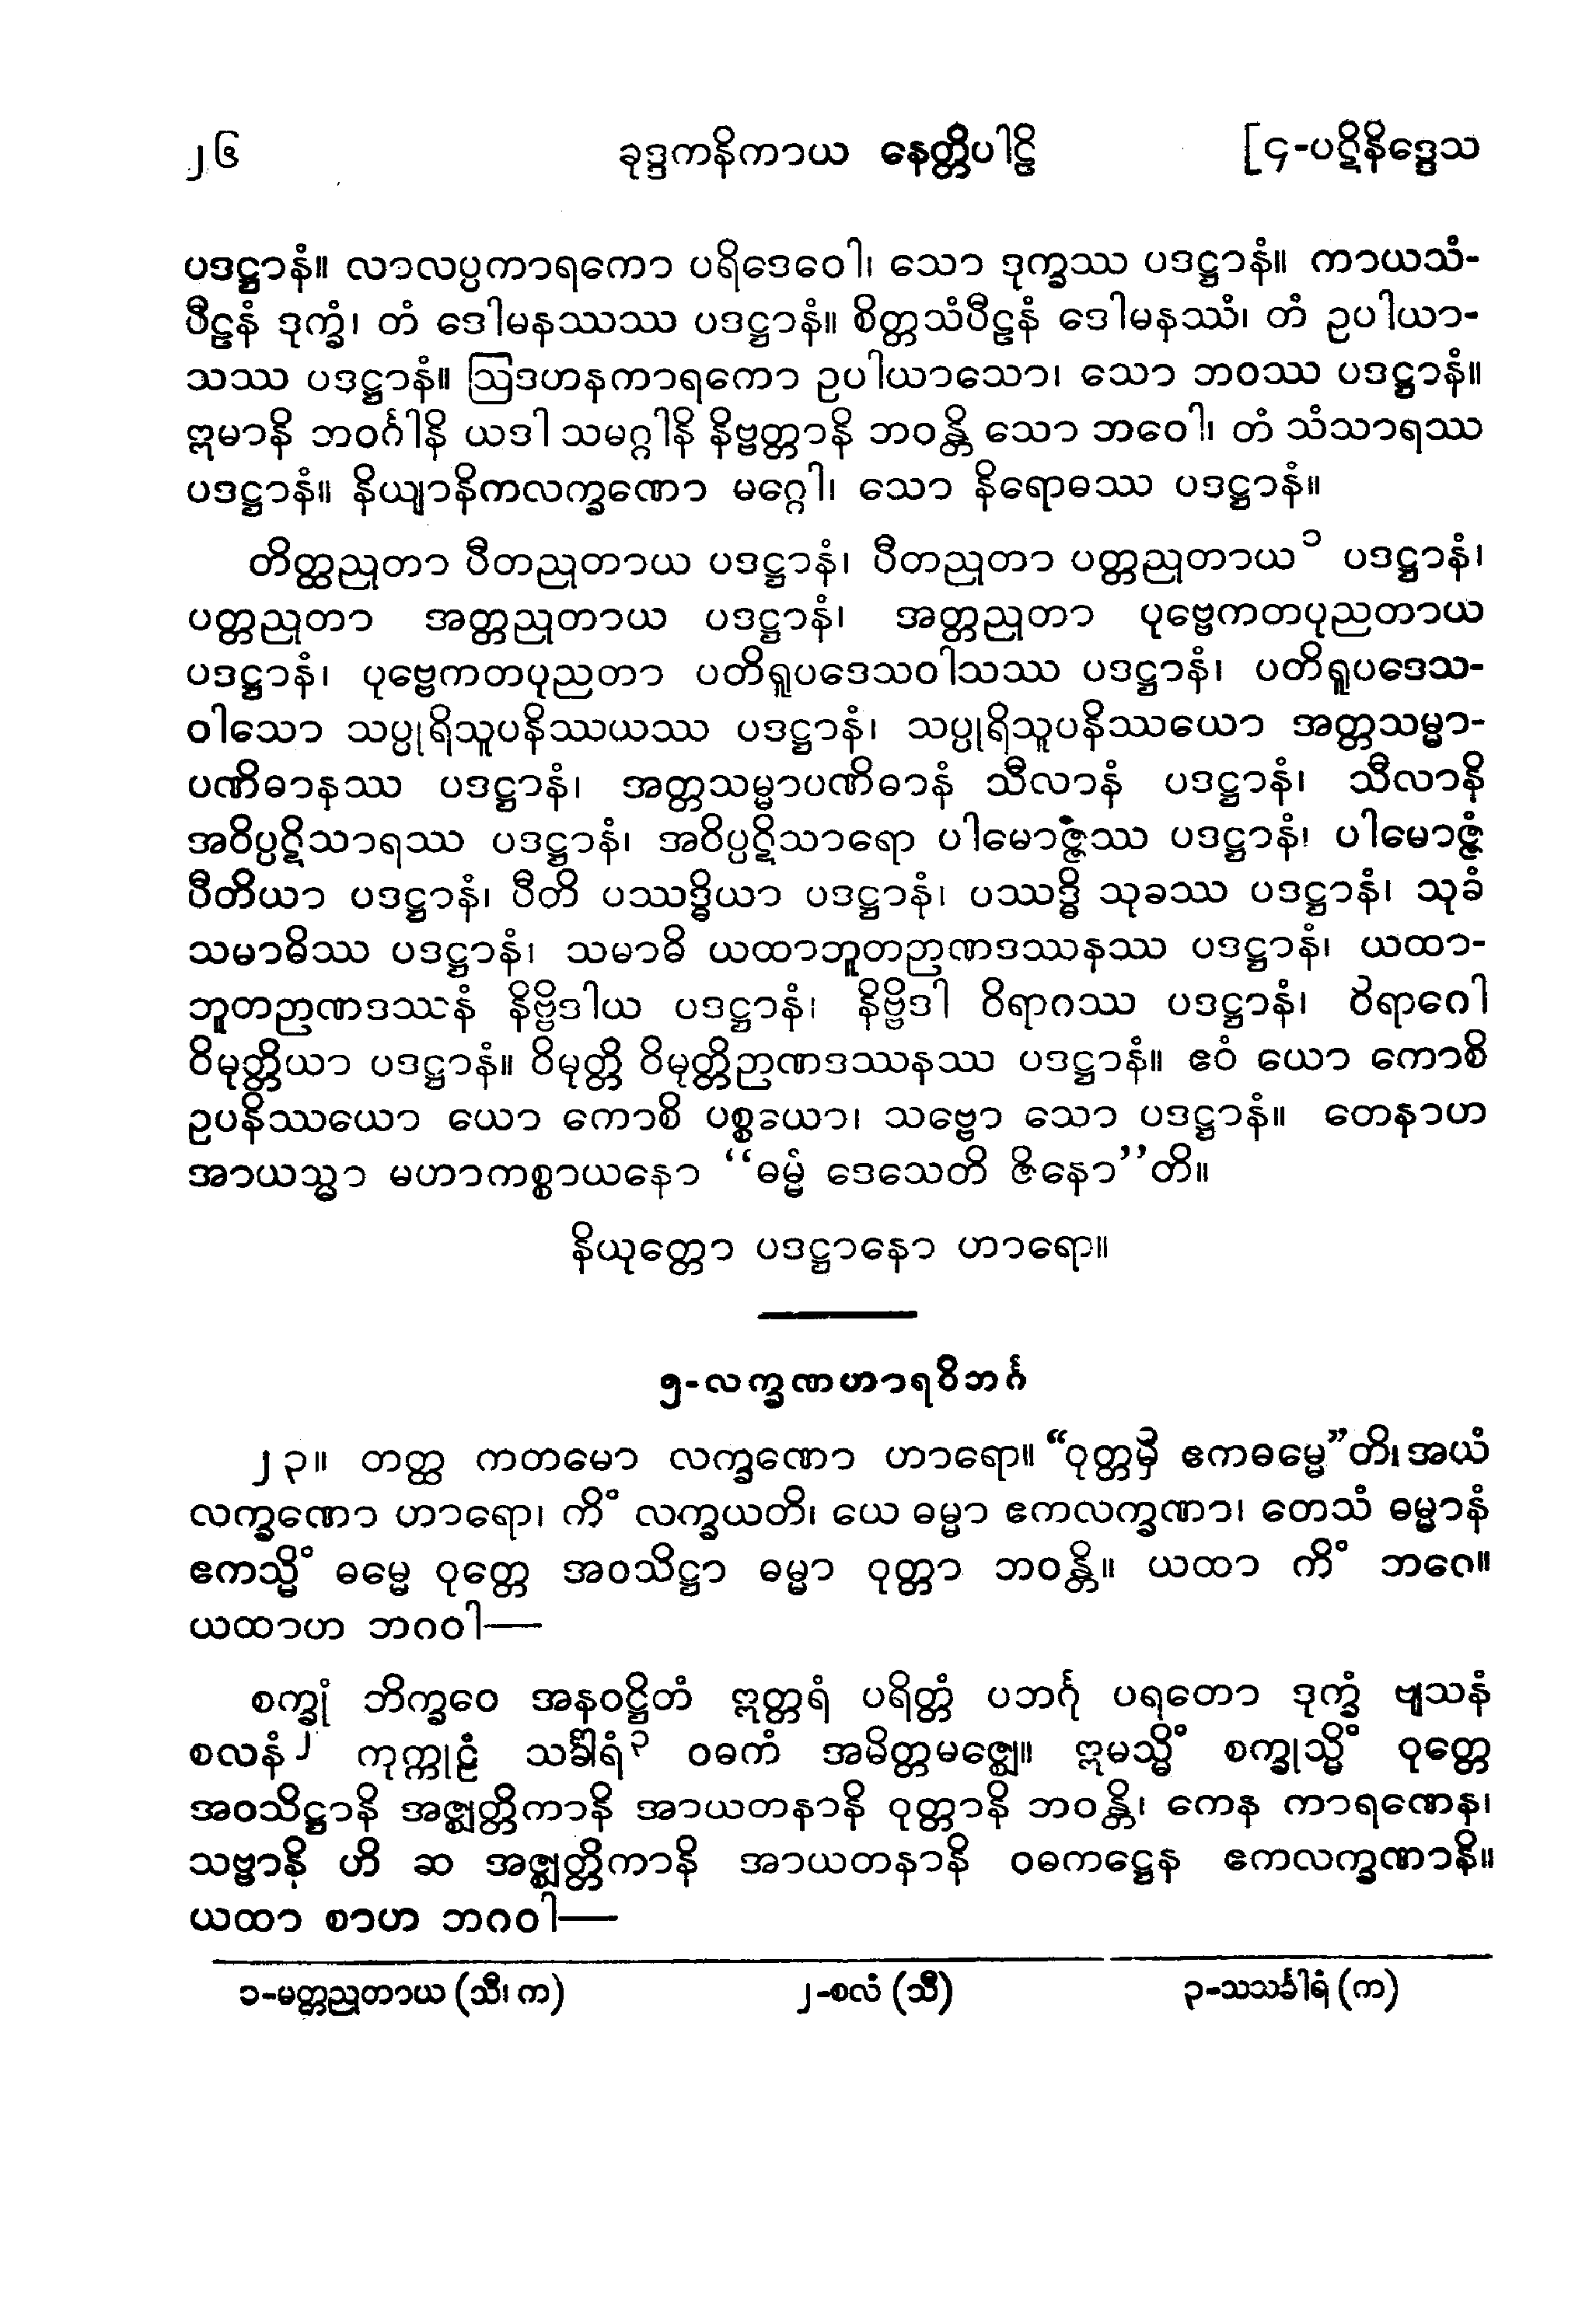 ၂၆ ခုဒ္ဒကနိကာယ နေတ္တိပါဠိ [၄-ပဋိနိဒ္ဒေသ
ပဒဋ္ဌာနံ။ လာလပ္ပကာရကော ပရိဒေဝေါ၊ သော ဒုက္ခဿ ပဒဋ္ဌာနံ။ ကာယသံ-
ပီဠနံ ဒုက္ခံ၊ တံ ဒေါမနဿဿ ပဒဋ္ဌာနံ။ စိတ္တသံပီဠနံ ဒေါမနဿံ၊ တံ ဥပါယာ-
သဿ ပဒဋ္ဌာနံ။ ဩဒဟနကာရကော ဥပါယာသော၊ သော ဘဝဿ ပဒဋ္ဌာနံ။
ဣမာနိ ဘဝင်္ဂါနိ ယဒါ သမဂ္ဂါနိ နိဗ္ဗတ္တာနိ ဘဝန္တိ သော ဘဝေါ၊ တံ သံသာရဿ
ပဒဋ္ဌာနံ။ နိယျာနိကလက္ခဏော မဂ္ဂေါ၊ သော နိရောဓဿ ပဒဋ္ဌာနံ။
တိတ္ထညုတာ ပီတညုတာယ ပဒဋ္ဌာနံ၊ ပီတညုတာ ပတ္တညုတာယ ၁ ပဒဋ္ဌာနံ၊
ပတ္တညုတာ အတ္တညုတာယ ပဒဋ္ဌာနံ၊ အတ္တညုတာ ပုဗ္ဗေကတပုညတာယ
ပဒဋ္ဌာနံ၊ ပုဗ္ဗေကတပုညတာ ပတိရူပဒေသဝါသဿ ပဒဋ္ဌာနံ၊ ပတိရူပဒေသ-
ဝါသော သပ္ပုရိသူပနိဿယဿ ပဒဋ္ဌာနံ၊ သပ္ပုရိသူပနိဿယော အတ္တသမ္မာ-
ပဏိဓာနဿ ပဒဋ္ဌာနံ၊ အတ္တသမ္မာပဏိဓာနံ သီလာနံ ပဒဋ္ဌာနံ၊ သီလာနိ
အဝိပ္ပဋိသာရဿ ပဒဋ္ဌာနံ၊ အဝိပ္ပဋိသာရော ပါမောဇ္ဇဿ ပဒဋ္ဌာနံ၊ ပါမောဇ္ဇံ
ပီတိယာ ပဒဋ္ဌာနံ၊ ပီတိ ပဿဒ္ဓိယာ ပဒဋ္ဌာနံ၊ ပဿဒ္ဓိ သုခဿ ပဒဋ္ဌာနံ၊ သုခံ
သမာဓိဿ ပဒဋ္ဌာနံ၊ သမာဓိ ယထာဘူတဉာဏဒဿနဿ ပဒဋ္ဌာနံ၊ ယထာ-
ဘူတဉာဏဒဿနံ နိဗ္ဗိဒါယ ပဒဋ္ဌာနံ၊ နိဗ္ဗိဒါ ဝိရာဂဿ ပဒဋ္ဌာနံ၊ ဝိရာဂေါ
ဝိမုတ္တိယာ ပဒဋ္ဌာနံ။ ဝိမုတ္တိ ဝိမုတ္တိဉာဏဒဿနဿ ပဒဋ္ဌာနံ။ ဧဝံ ယော ကောစိ
ဥပနိဿယော ယော ကောစိ ပစ္စယော၊ သဗ္ဗော သော ပဒဋ္ဌာနံ။ တေနာဟ
အာယသ္မာ မဟာကစ္စာယနော “ဓမ္မံ ဒေသေတိ ဇိနော”တိ။
နိယုတ္တော ပဒဋ္ဌာနော ဟာရော။
၅-လက္ခဏဟာရဝိဘင်္ဂ
၂၃။ တတ္ထ ကတမော လက္ခဏော ဟာရော။ “ဝုတ္တမှိ ဧကဓမ္မေ”တိ၊ အယံ
လက္ခဏော ဟာရော၊ ကိံ လက္ခယတိ၊ ယေ ဓမ္မာ ဧကလက္ခဏာ၊ တေသံ ဓမ္မာနံ
ဧကသ္မိံ ဓမ္မေ ဝုတ္တေ အဝသိဋ္ဌာ ဓမ္မာ ဝုတ္တာ ဘဝန္တိ။ ယထာ ကိံ ဘဂေ။
ယထာဟ ဘဂဝါ—
စက္ခုံ ဘိက္ခဝေ အနဝဋ္ဌိတံ ဣတ္တရံ ပရိတ္တံ ပဘင်္ဂု ပရတော ဒုက္ခံ ဗျသနံ
စလနံ ၂ ကုက္ကုဠံ သင်္ခါရံ ၃ ဝဓကံ အမိတ္တမဇ္ဈေ။ ဣမသ္မိံ စက္ခုသ္မိံ ဝုတ္တေ
အဝသိဋ္ဌာနိ အဇ္ဈတ္တိကာနိ အာယတနာနိ ဝုတ္တာနိ ဘဝန္တိ၊ ကေန ကာရဏေန၊
သဗ္ဗာနိ ဟိ ဆ အဇ္ဈတ္တိကာနိ အာယတနာနိ ဝဓကဋ္ဌေန ဧကလက္ခဏာနိ။
ယထာ စာဟ ဘဂဝါ—
၁-မတ္တညုတာယ (သီ၊ က) ၂-စလံ (သီ) ၃-သသင်္ခါရံ (က)